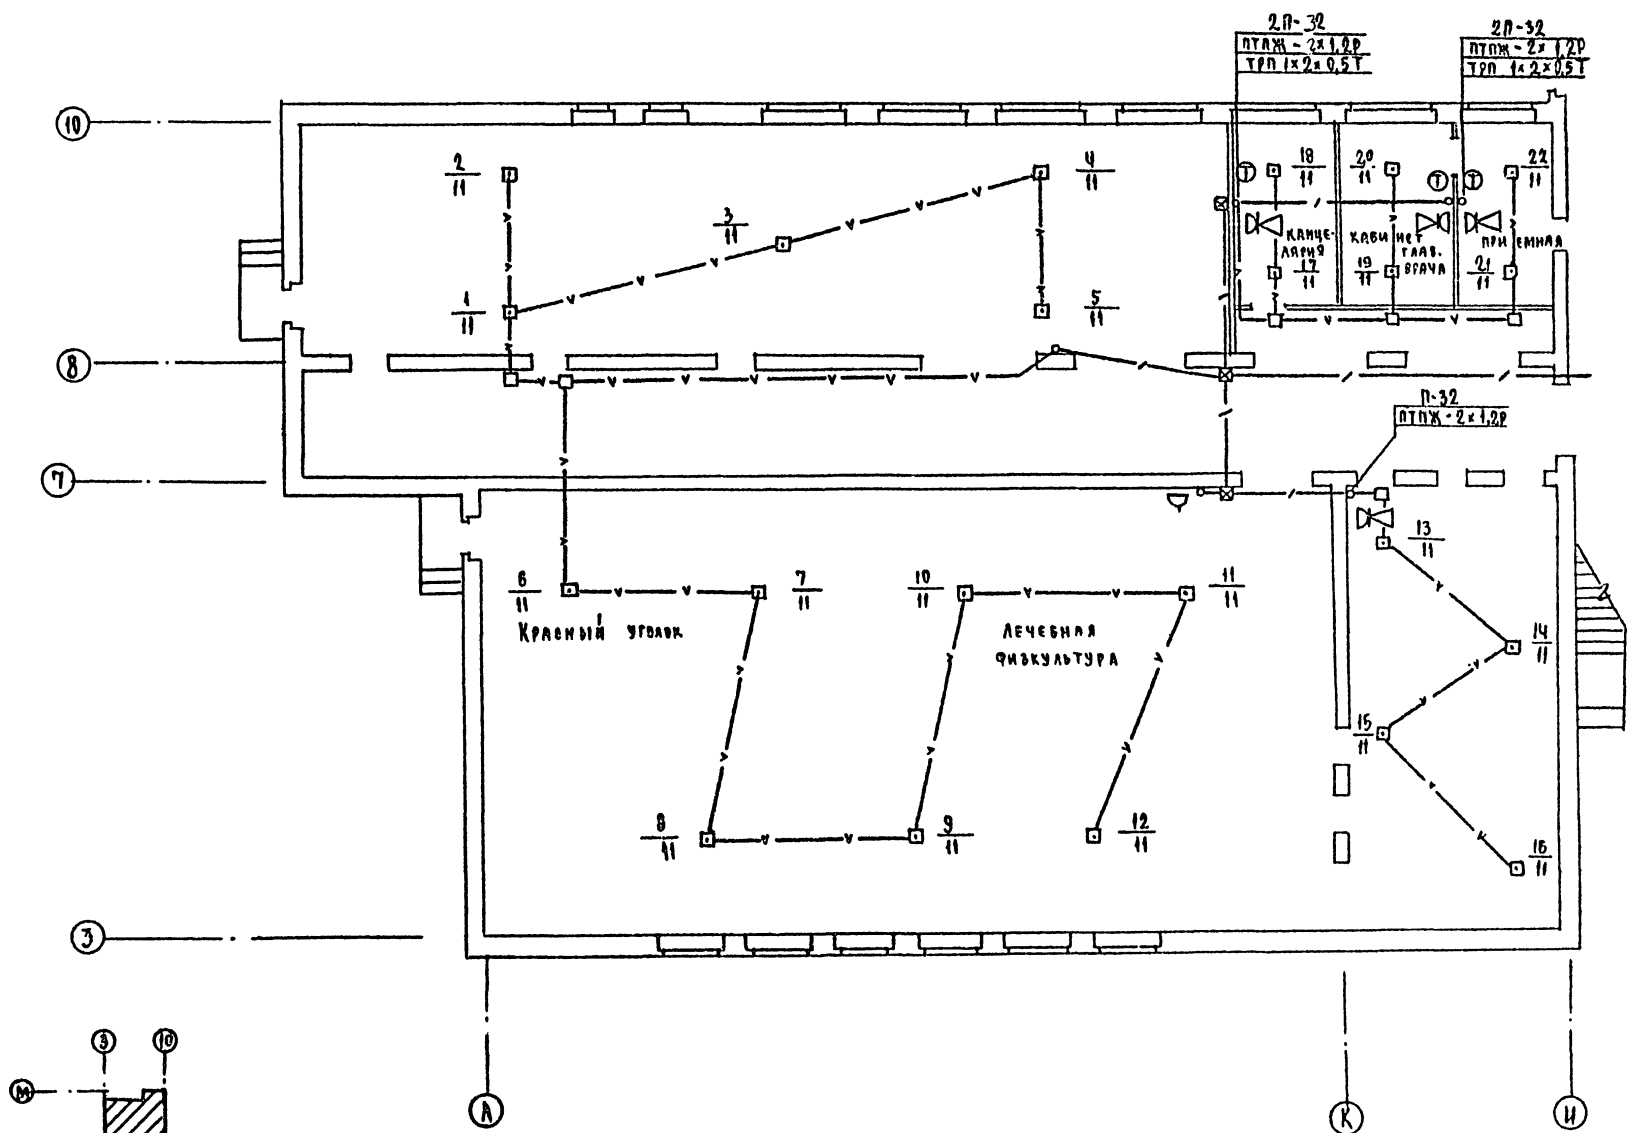 2П-32
ПТПЖ - 2×1,2Р
ТРП 1×2×0,5Т
2П-32
ПТПЖ - 2×1,2Р
ТРП 1×2×0,5Т
10
2
11
4
11
18
11
20
11
22
11
Т
Т
Т
3
11
КАНЦЕ-
ЛЯРИЯ
КАБИНЕТ
ГЛАВ.
ВРАЧА
ПРИЕМНАЯ
17
11
19
11
21
11
1
11
5
11
8
П-32
ПТПЖ - 2×1,2Р
7
13
11
6
11
7
11
10
11
11
11
КРАСНЫЙ УГОЛОК
ЛЕЧЕБНАЯ
ФИЗКУЛЬТУРА
14
11
15
11
8
11
9
11
12
11
16
11
3
3
10
М
А
К
И